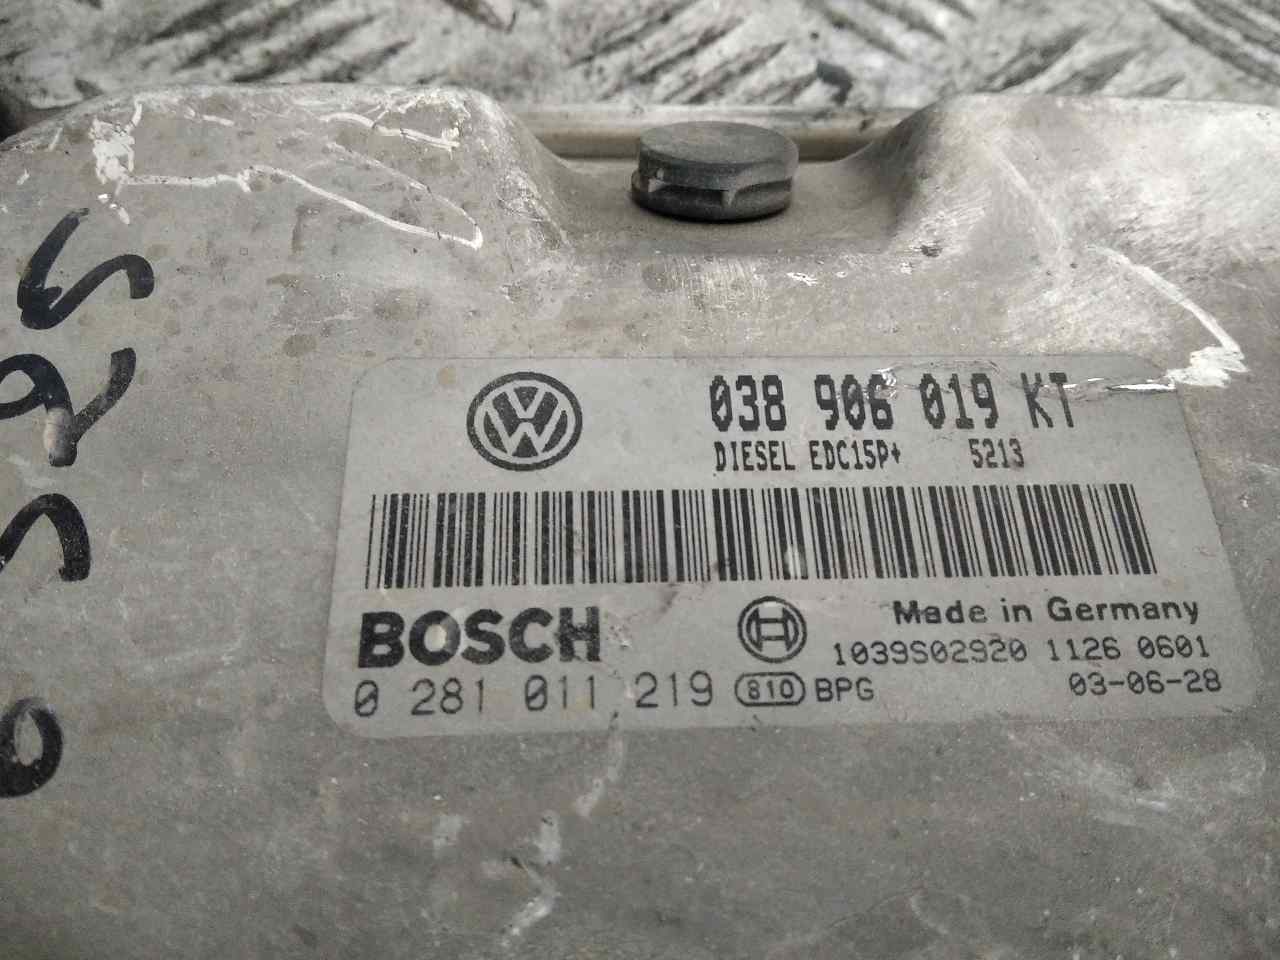 038 906 019 KT
DIESEL EDC15P+ 5213
BOSCH
Made in Germany
1039S02920 1126 0601
0 281 011 219 810 BPG
03-06-28